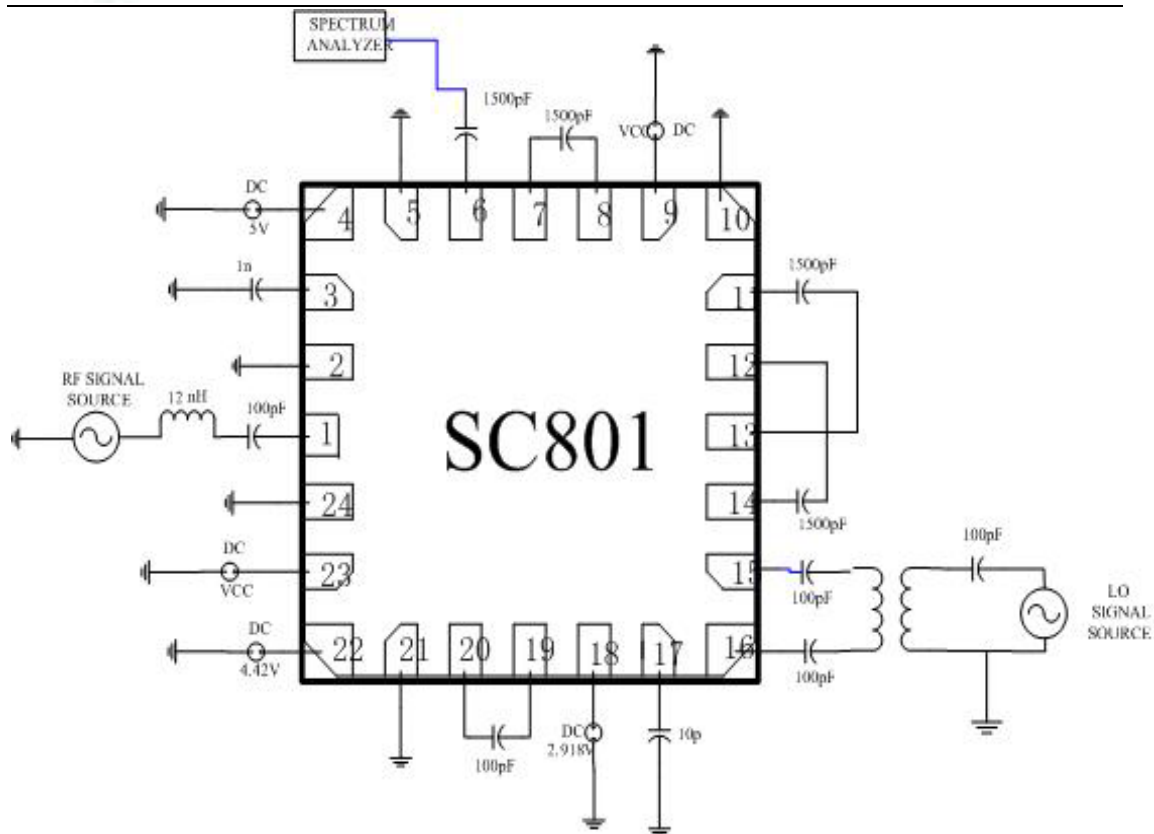 SPECTRUM
ANALYZER
1500pF
1500pF
VCC
DC
DC
5V
4
5
6
7
8
9
10
1n
3
11
1500pF
2
12
RF SIGNAL
SOURCE
12 nH
100pF
1
SC801
13
24
14
1500pF
DC
VCC
23
15
100pF
100pF
LO
SIGNAL
SOURCE
DC
4.42V
22
21
20
19
18
17
16
100pF
100pF
DC
2.918V
10p